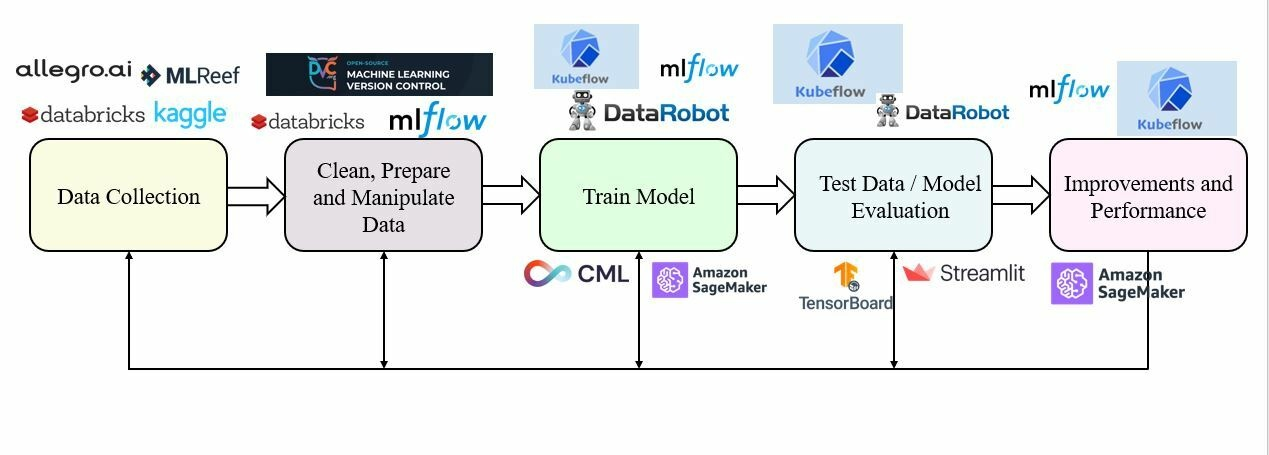 allegro.ai
MLReef
databricks
kaggle
DVC
OPEN-SOURCE
MACHINE LEARNING
VERSION CONTROL
databricks
mlflow
Kubeflow
mlflow
DataRobot
Kubeflow
DataRobot
mlflow
Kubeflow
Data Collection
Clean, Prepare
and Manipulate
Data
Train Model
Test Data / Model
Evaluation
Improvements and
Performance
CML
Amazon
SageMaker
TensorBoard
Streamlit
Amazon
SageMaker